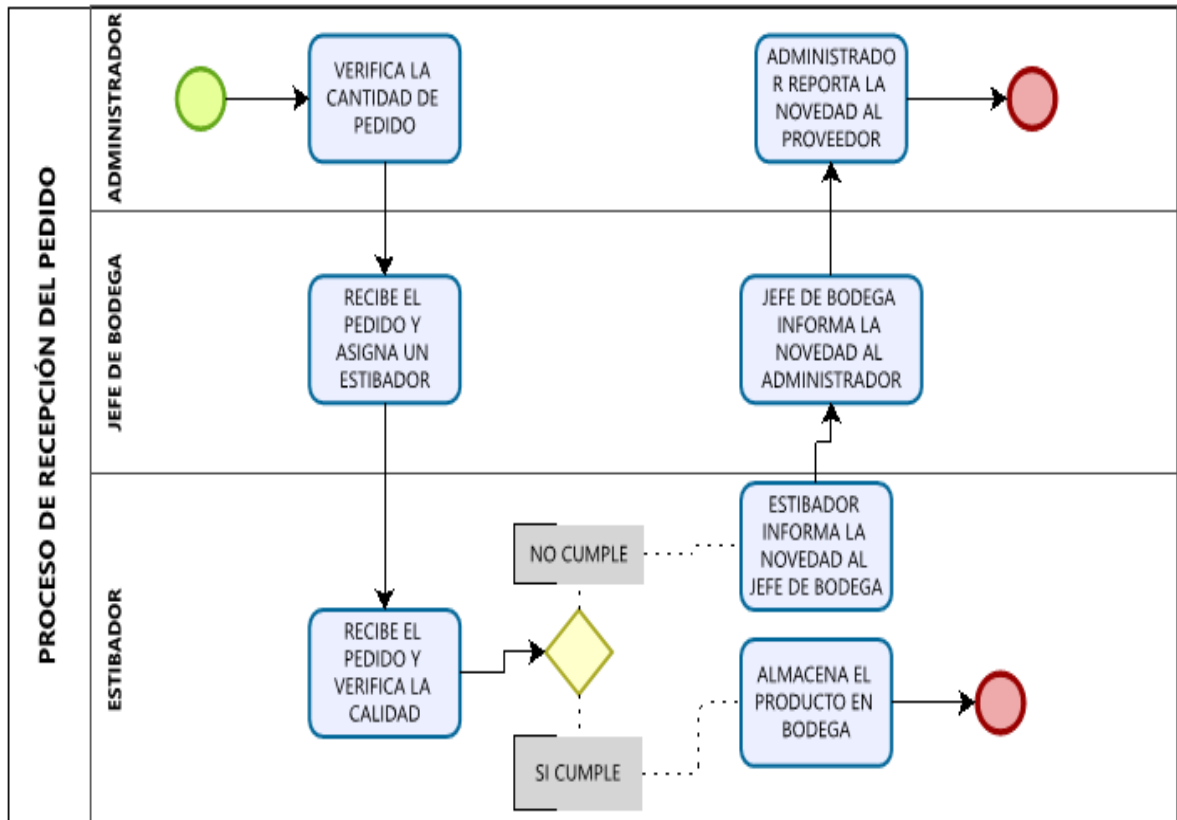 PROCESO DE RECEPCIÓN DEL PEDIDO
ADMINISTRADOR
VERIFICA LA
CANTIDAD DE
PEDIDO
ADMINISTRADO
R REPORTA LA
NOVEDAD AL
PROVEEDOR
JEFE DE BODEGA
RECIBE EL
PEDIDO Y
ASIGNA UN
ESTIBADOR
JEFE DE BODEGA
INFORMA LA
NOVEDAD AL
ADMINISTRADOR
ESTIBADOR
RECIBE EL
PEDIDO Y
VERIFICA LA
CALIDAD
NO CUMPLE
ESTIBADOR
INFORMA LA
NOVEDAD AL
JEFE DE BODEGA
SI CUMPLE
ALMACENA EL
PRODUCTO EN
BODEGA